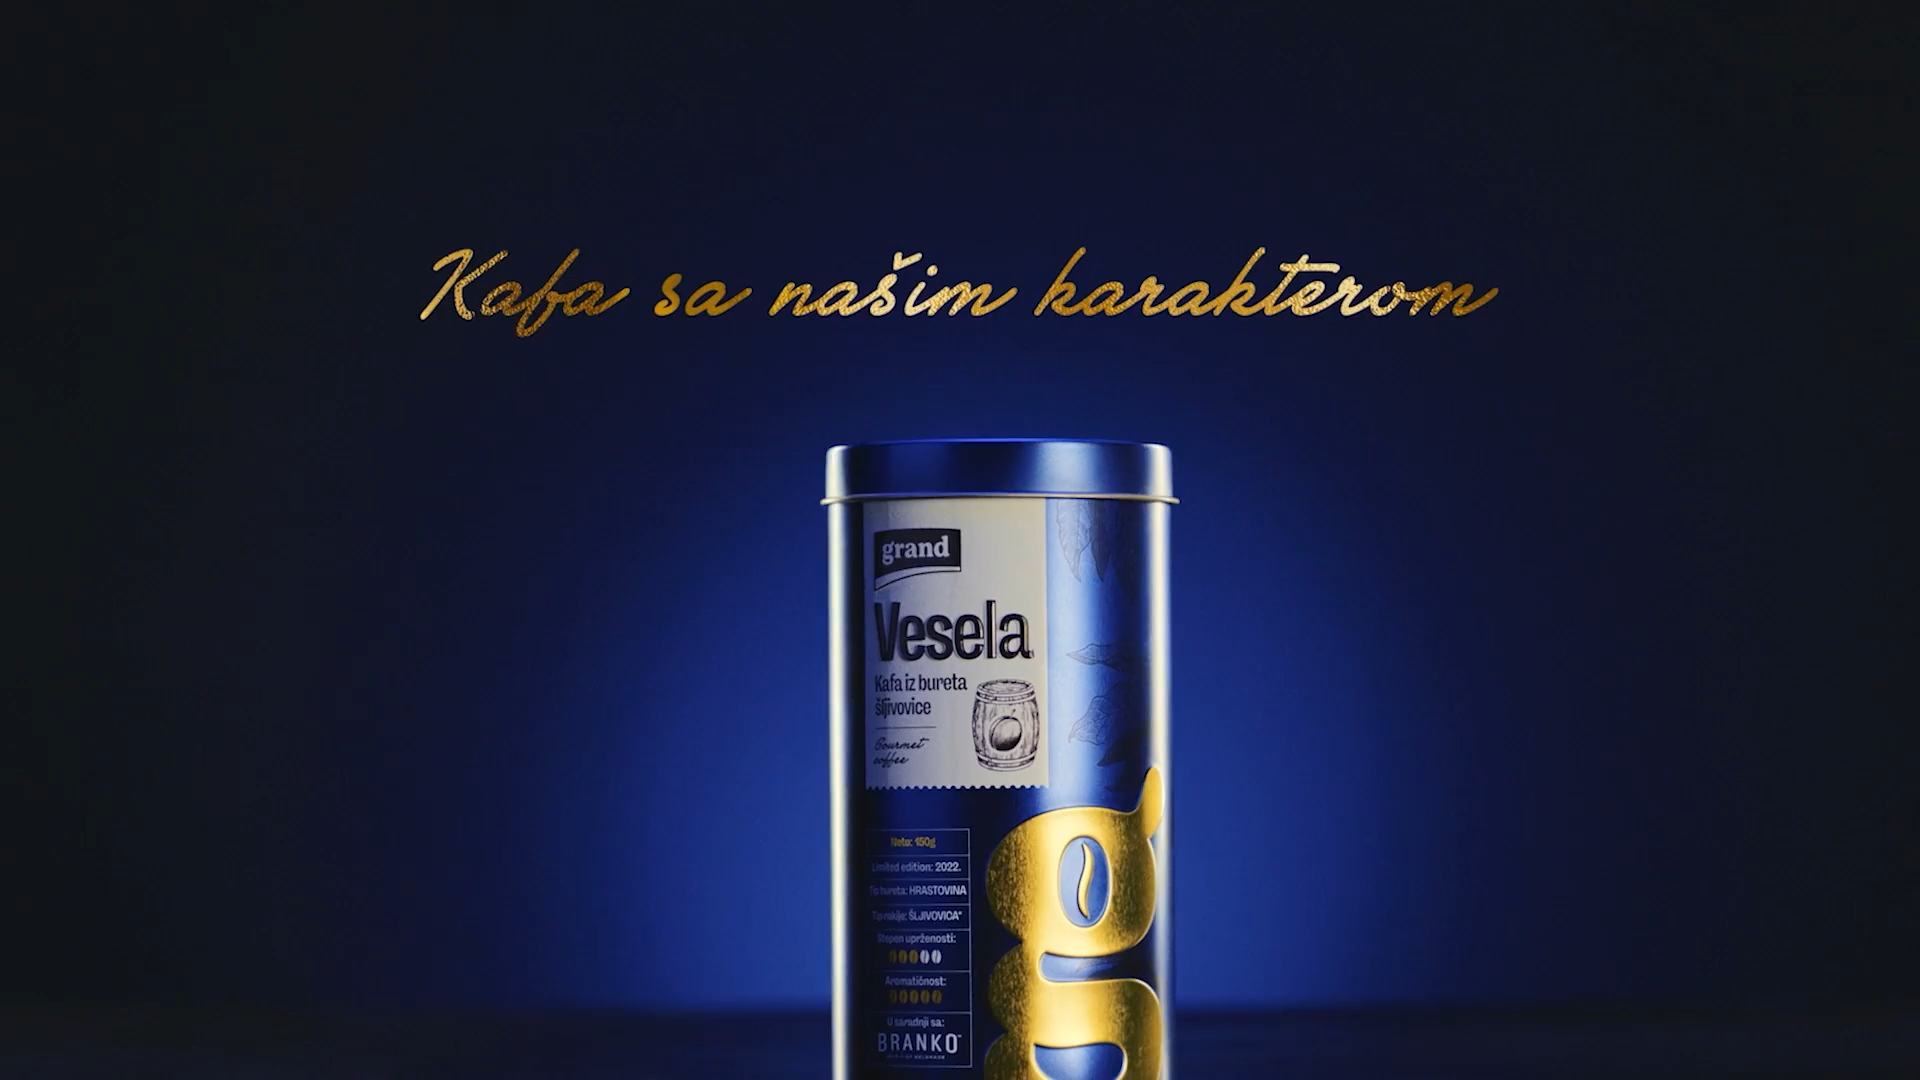 Kafa sa našim karakterom
grand
Vesela
Kafa iz bureta
šljivovice
Gourmet
coffee
Neto: 150g
Limited edition: 2022.
Tip bureta: HRASTOVINA
Tip rakije: ŠLJIVOVICA*
Stepen uprženosti:
Aromatičnost:
U saradnji sa:
BRANKO
g